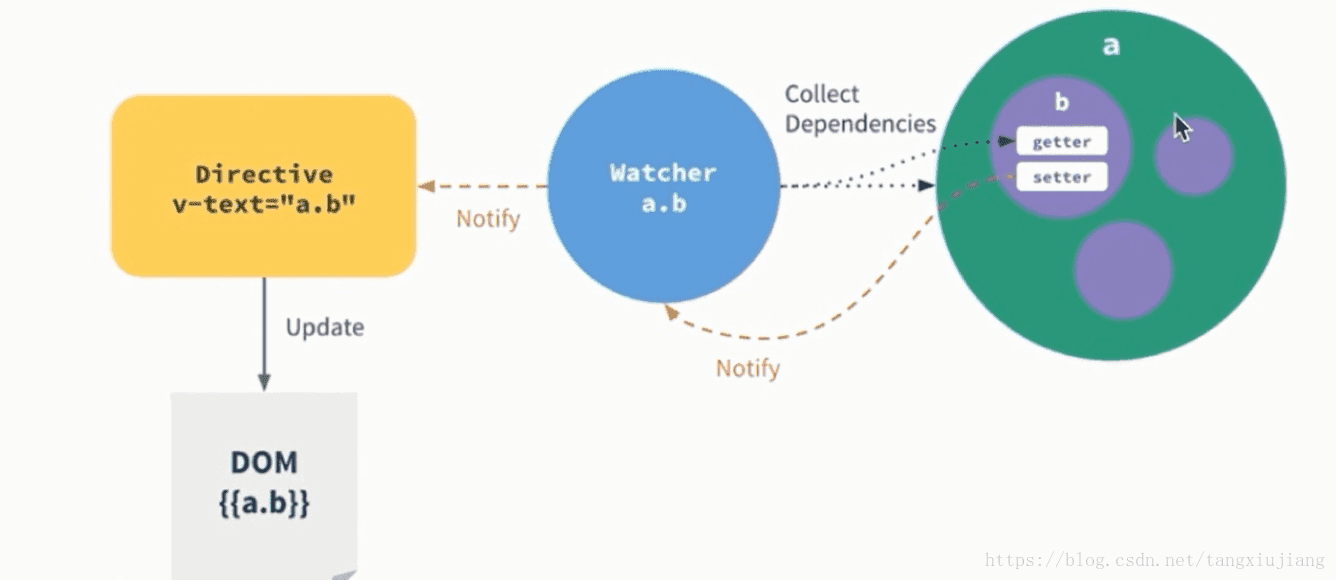 a
b
getter
setter
Collect
Dependencies
Watcher
a.b
Notify
Directive
v-text="a.b"
Notify
Update
DOM
{{a.b}}
https://blog.csdn.net/tangxiujiang